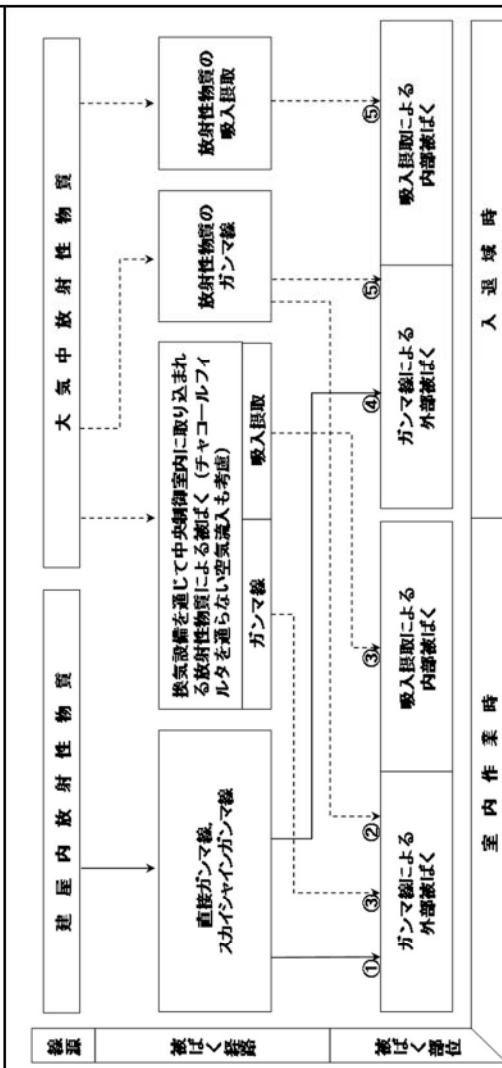 線源
建屋内放射性物質
大気中放射性物質
被ばく経路
直接ガンマ線,
スカイシャインガンマ線
換気設備を通じて中央制御室内に取り込まれ
る放射性物質による被ばく（チャコールフィ
ルタを通らない空気流入も考慮）
ガンマ線
吸入摂取
放射性物質の
ガンマ線
放射性物質の
吸入摂取
被ばく部位
①
③
②
③
④
⑤
⑤
ガンマ線による
外部被ばく
吸入摂取による
内部被ばく
ガンマ線による
外部被ばく
吸入摂取による
内部被ばく
室内作業時
入退域時